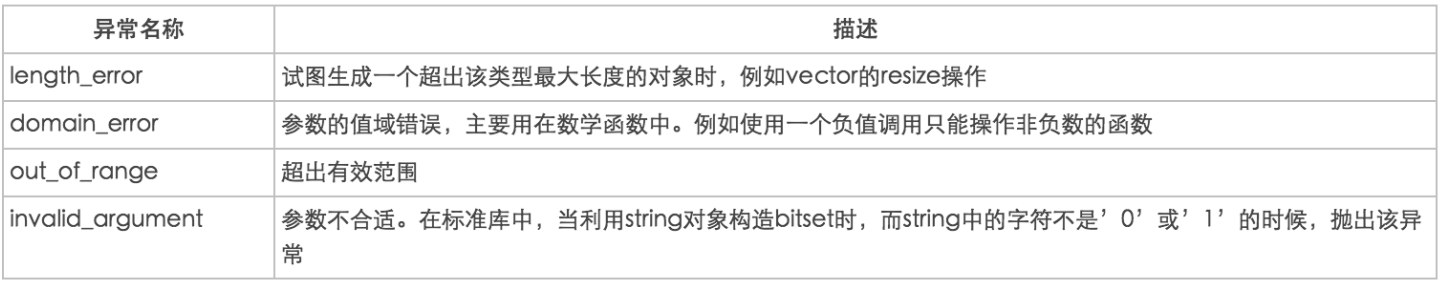 异常名称 描述
length_error 试图生成一个超出该类型最大长度的对象时，例如vector的resize操作
domain_error 参数的值域错误，主要用在数学函数中。例如使用一个负值调用只能操作非负数的函数
out_of_range 超出有效范围
invalid_argument 参数不合适。在标准库中，当利用string对象构造bitset时，而string中的字符不是’0’或’1’的时候，抛出该异
常